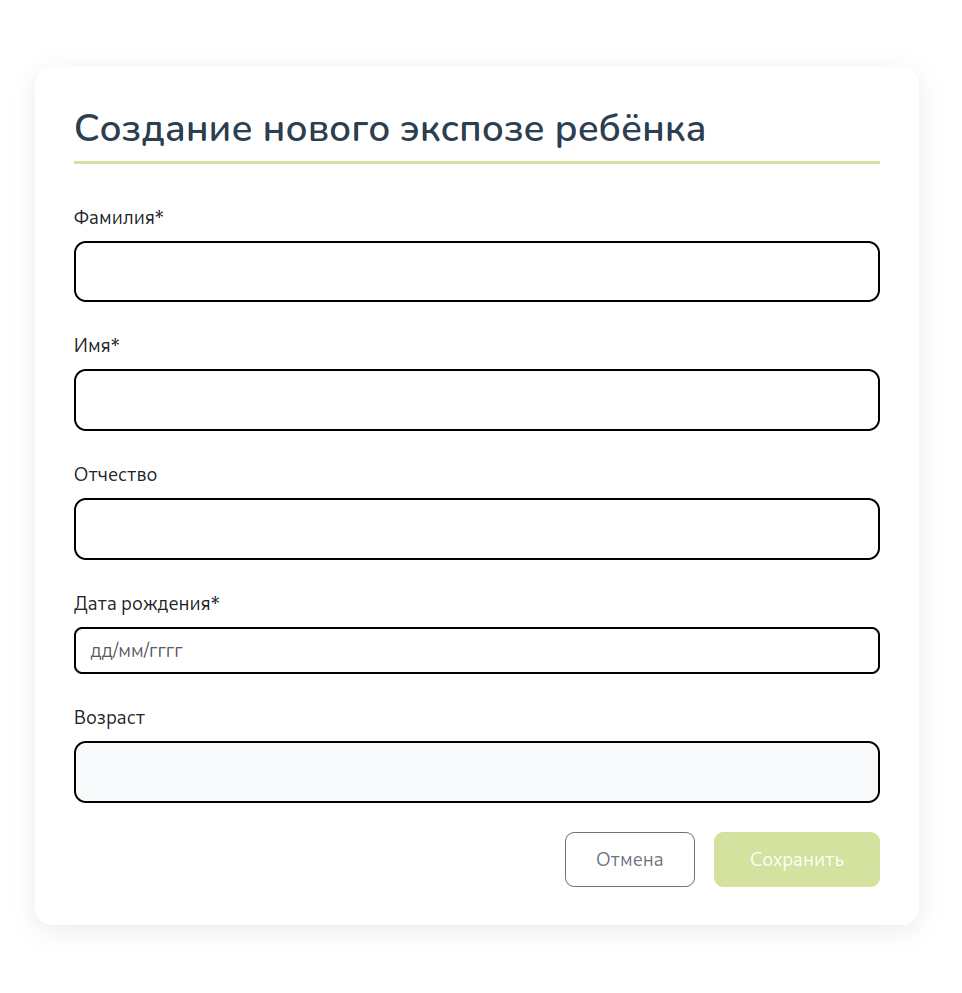 Создание нового экспозе ребёнка
Фамилия*
Имя*
Отчество
Дата рождения*
дд/мм/гггг
Возраст
Отмена
Сохранить